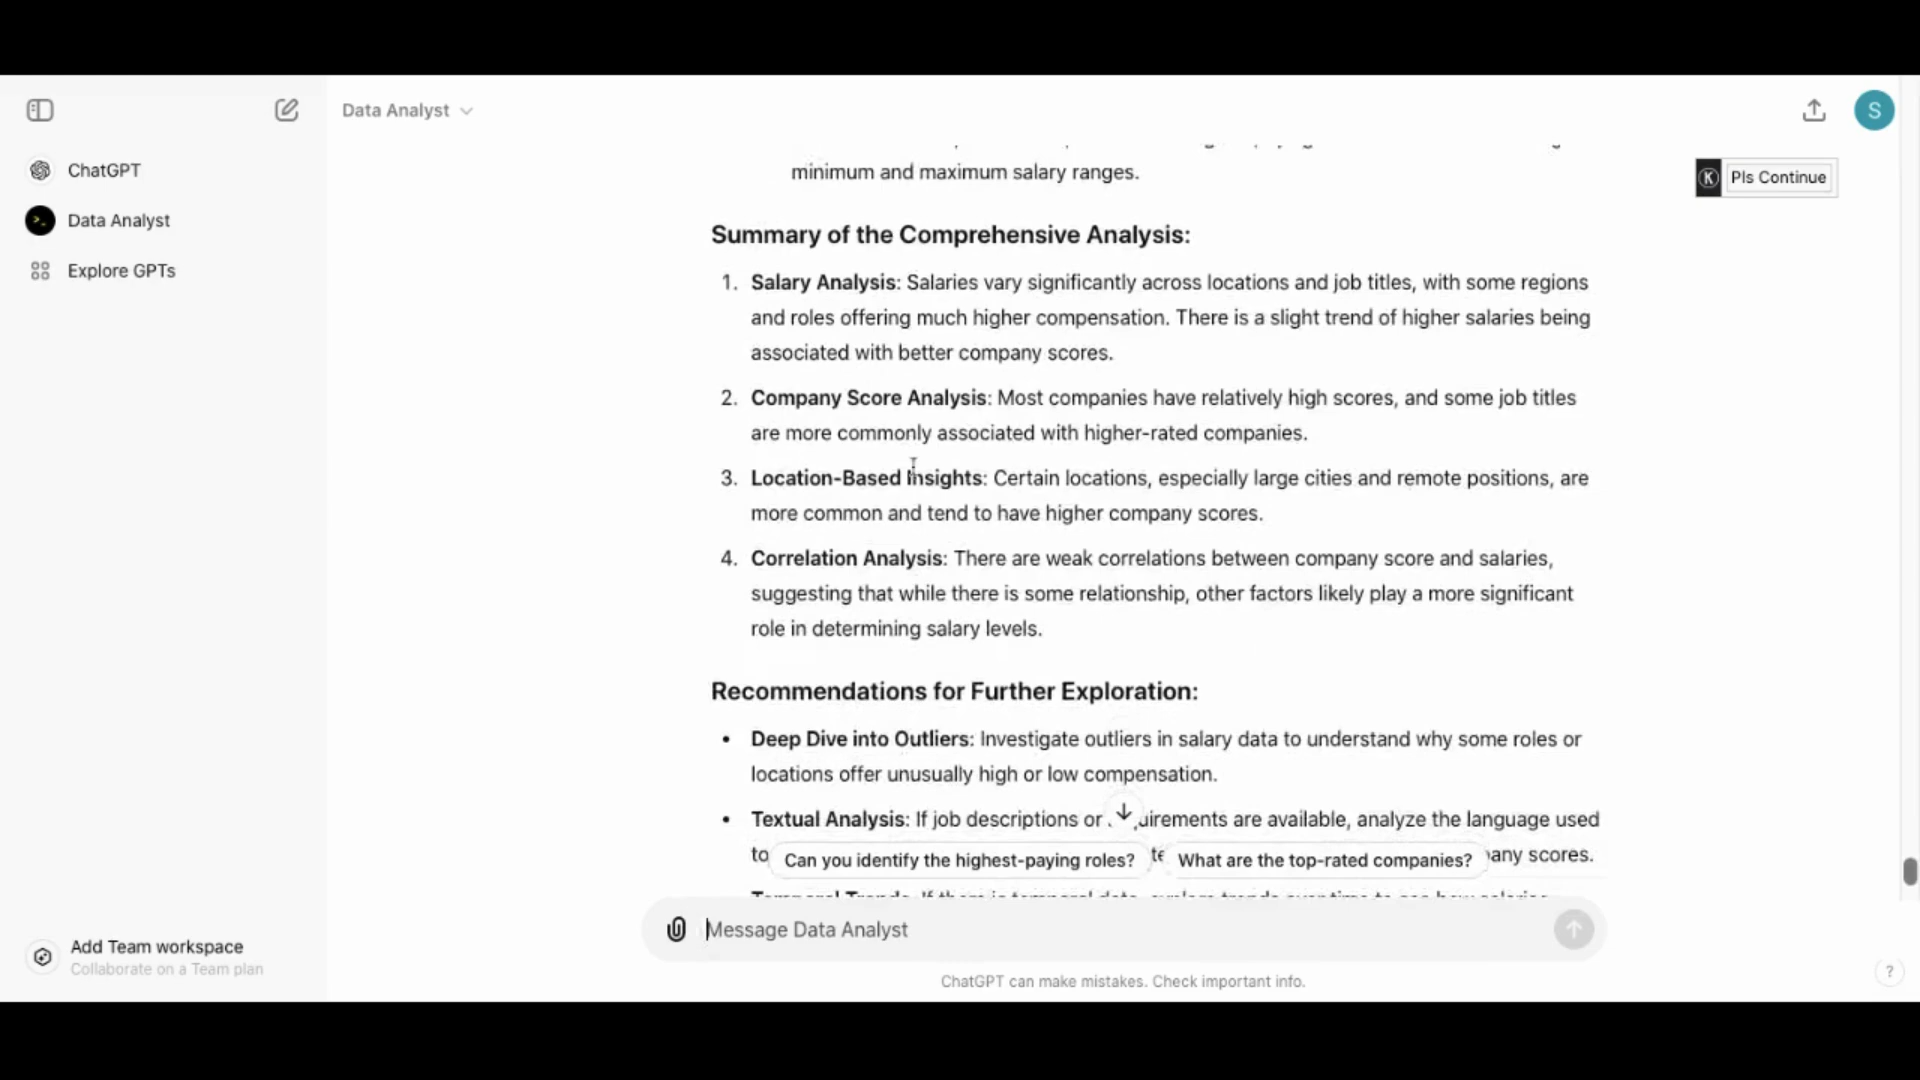 Data Analyst
S
ChatGPT
Data Analyst
Explore GPTs
K Pls Continue
minimum and maximum salary ranges.
Summary of the Comprehensive Analysis:
1. Salary Analysis: Salaries vary significantly across locations and job titles, with some regions
and roles offering much higher compensation. There is a slight trend of higher salaries being
associated with better company scores.
2. Company Score Analysis: Most companies have relatively high scores, and some job titles
are more commonly associated with higher-rated companies.
3. Location-Based Insights: Certain locations, especially large cities and remote positions, are
more common and tend to have higher company scores.
4. Correlation Analysis: There are weak correlations between company score and salaries,
suggesting that while there is some relationship, other factors likely play a more significant
role in determining salary levels.
Recommendations for Further Exploration:
• Deep Dive into Outliers: Investigate outliers in salary data to understand why some roles or
locations offer unusually high or low compensation.
• Textual Analysis: If job descriptions or uirements are available, analyze the language used
to any scores.
Can you identify the highest-paying roles?
What are the top-rated companies?
Message Data Analyst
ChatGPT can make mistakes. Check important info.
?
Add Team workspace
Collaborate on a Team plan